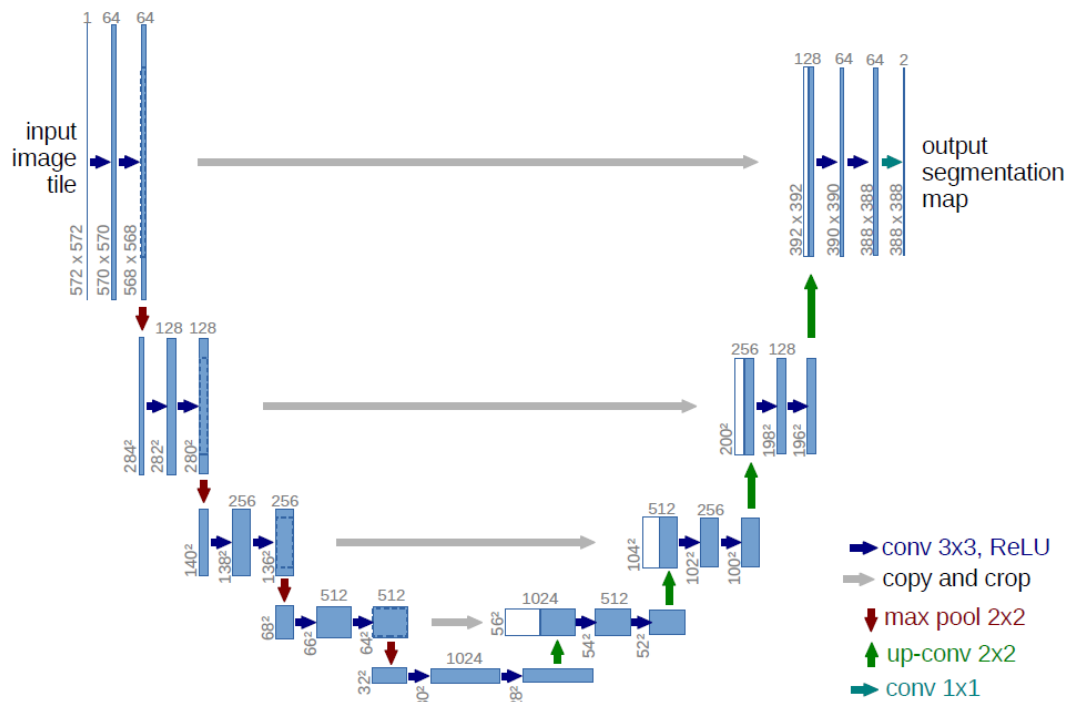 1 64 64
128 64 64 2
input
image
tile
output
segmentation
map
572 x 572
570 x 570
568 x 568
392 x 392
390 x 390
388 x 388
388 x 388
128 128
256 128
284²
282²
280²
200²
198²
196²
256 256
512 256
140²
138²
136²
104²
102²
100²
512 512
1024 512
68²
66²
64²
56²
54²
52²
1024
32²
conv 3x3, ReLU
copy and crop
max pool 2x2
up-conv 2x2
conv 1x1